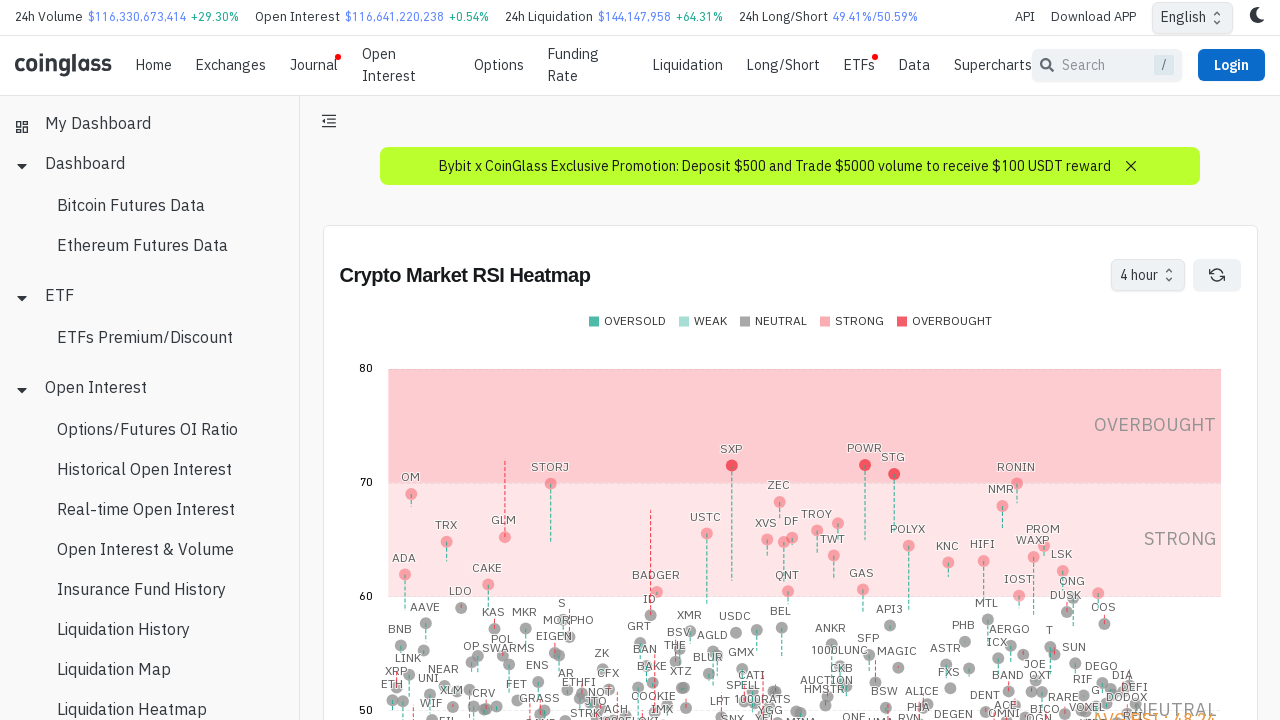 24h Volume $116,330,673,414 +29.30% Open Interest $116,641,220,238 +0.54% 24h Liquidation $144,147,958 +64.31% 24h Long/Short 49.41%/50.59% API Download APP English
coinglass Home Exchanges Journal Open Interest Options Funding Rate Liquidation Long/Short ETFs Data Supercharts Search / Login
My Dashboard
Dashboard
Bitcoin Futures Data
Ethereum Futures Data
ETF
ETFs Premium/Discount
Open Interest
Options/Futures OI Ratio
Historical Open Interest
Real-time Open Interest
Open Interest & Volume
Insurance Fund History
Liquidation History
Liquidation Map
Liquidation Heatmap
Bybit x CoinGlass Exclusive Promotion: Deposit $500 and Trade $5000 volume to receive $100 USDT reward
Crypto Market RSI Heatmap
4 hour
OVERSOLD WEAK NEUTRAL STRONG OVERBOUGHT
80
OVERBOUGHT
SXP POWR
STG
STORJ RONIN
OM
70
ZEC NMR
GLM USTC TROY
TRX XVS DF POLYX PROM
STRONG
TWT WAXP
KNC HIFI
LSK
ADA CAKE BADGER QNT GAS IOST ONG
LDO
DUSK
60
ID
S MTL
AAVE KAS MKR BEL API3 COS
MORPHO XMR USDC
BNB GRT ANKR PHB AERGO T
EIGEN BSV AGLD
POL SFP ICX
OP SWARMS BAN THE GMX 1000LUNC MAGIC ASTR SUN
LINK BLUR
XRP NEAR ENS BAKE CKB JOE DEGO
UNI AR CFX XTZ CATI FXS BAND OXT RIF DIA
ETH FET ETHFI SPELL AUCTION
XLM CRV COOKIE HMSTR BSW ALICE DENT RARE DEFI
GRASS LRT 1000RATS DODOX
WIF IMX PHA ACE BICO VOXEL
STRK DEGEN
50
NEUTRAL